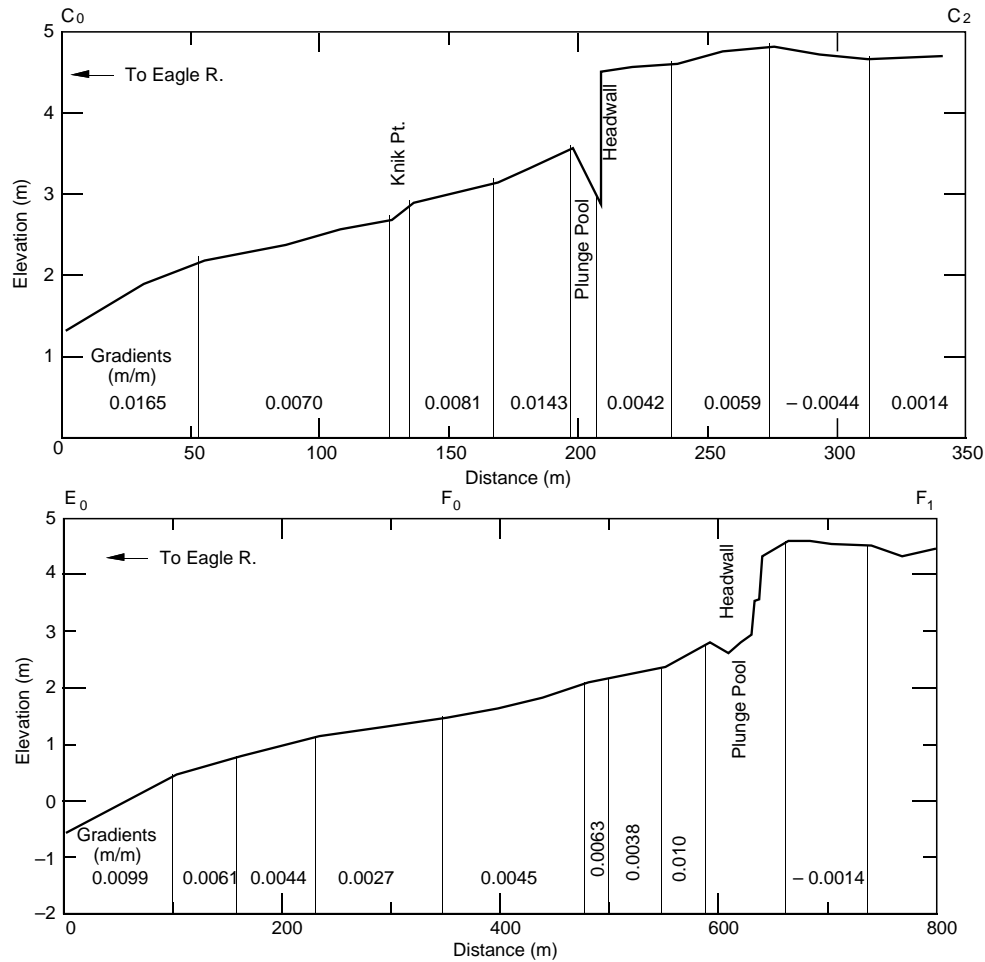 C0 C2
5
To Eagle R.
4
Knik Pt.
Headwall
3
Plunge Pool
Elevation (m)
2
1
Gradients
(m/m)
0.0165 0.0070 0.0081 0.0143 0.0042 0.0059 – 0.0044 0.0014
0 50 100 150 200 250 300 350
Distance (m)
E0 F0 F1
5
To Eagle R.
4
Headwall
3
Plunge Pool
Elevation (m)
2
1
0
Gradients
–1
(m/m)
0.0099 0.0061 0.0044 0.0027 0.0045 0.0063 0.0038 0.010 – 0.0014
–2
0 200 400 600 800
Distance (m)